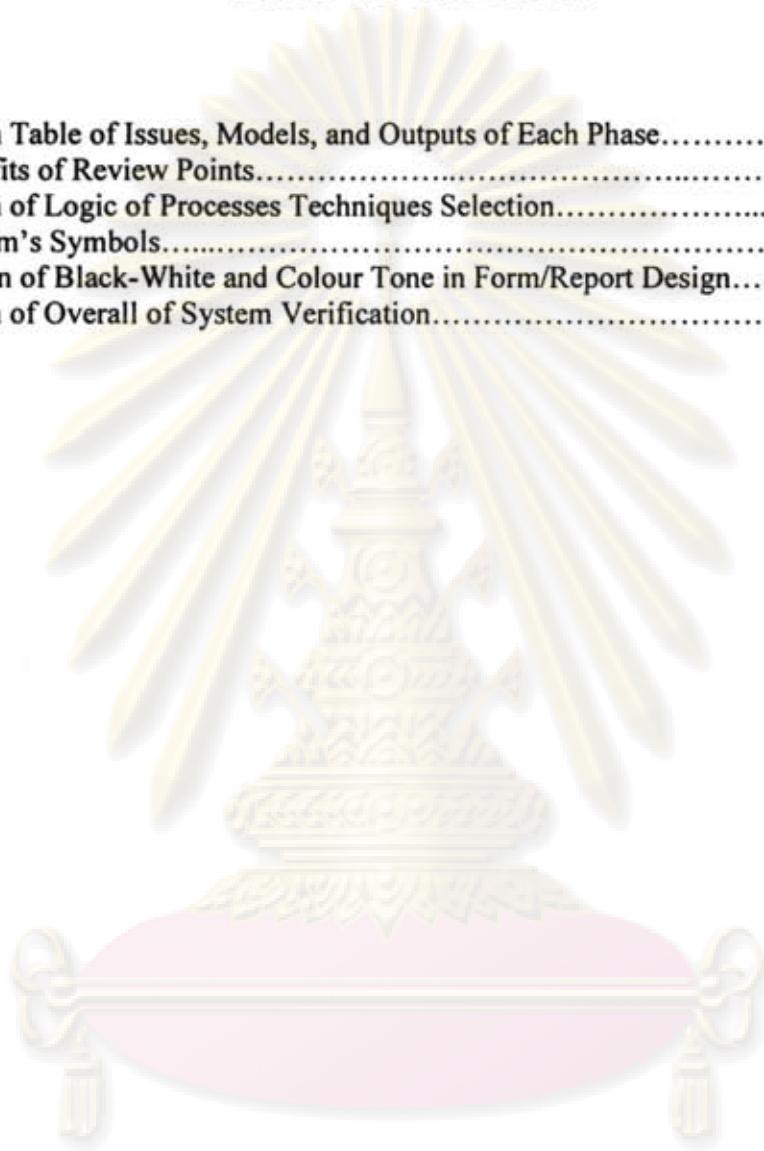 Table of Issues, Models, and Outputs of Each Phase..........
of Review Points..........................................................
of Logic of Processes Techniques Selection........................
Symbols.........................................................................
of Black-White and Colour Tone in Form/Report Design...
of Overall of System Verification.................................